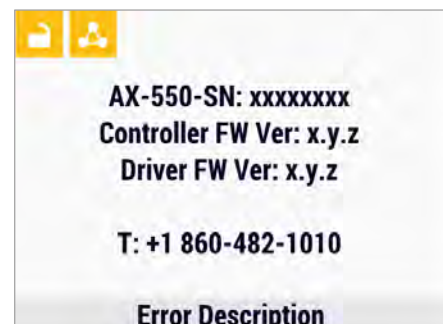 AX-550-SN: xxxxxxxx
Controller FW Ver: x.y.z
Driver FW Ver: x.y.z
T: +1 860-482-1010
Error Description